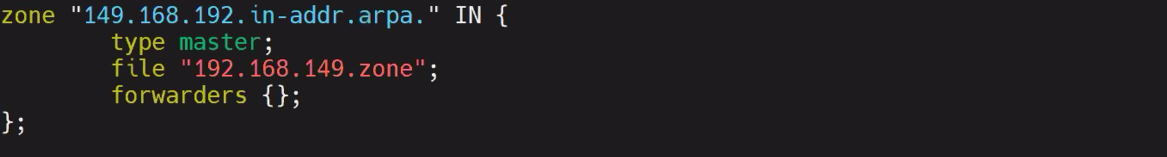 zone "149.168.192.in-addr.arpa." IN {
        type master;
        file "192.168.149.zone";
        forwarders {};
};